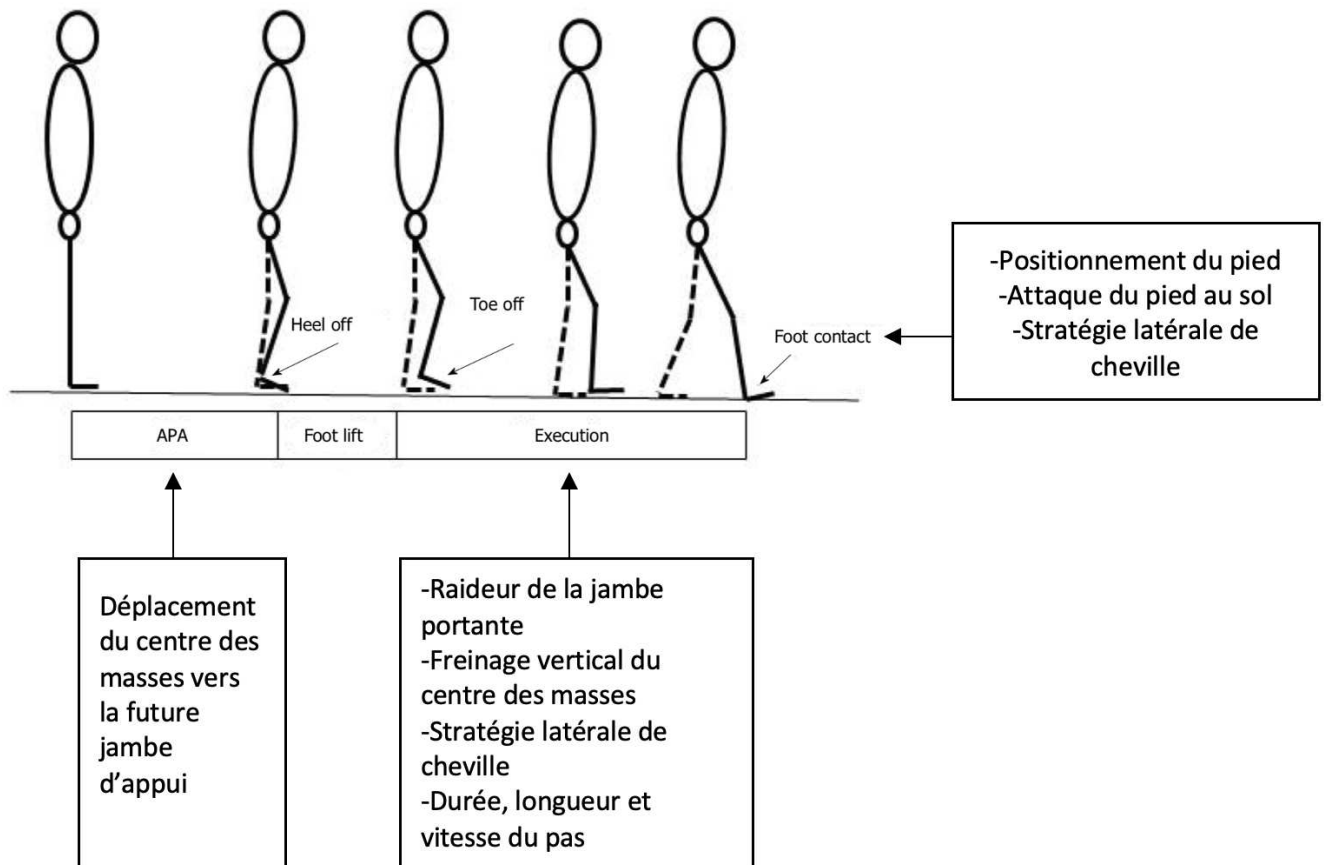 Heel off
Toe off
Foot contact
-Positionnement du pied
-Attaque du pied au sol
-Stratégie latérale de
cheville
APA
Foot lift
Execution
Déplacement
du centre des
masses vers
la future
jambe
d’appui
-Raideur de la jambe
portante
-Freinage vertical du
centre des masses
-Stratégie latérale de
cheville
-Durée, longueur et
vitesse du pas